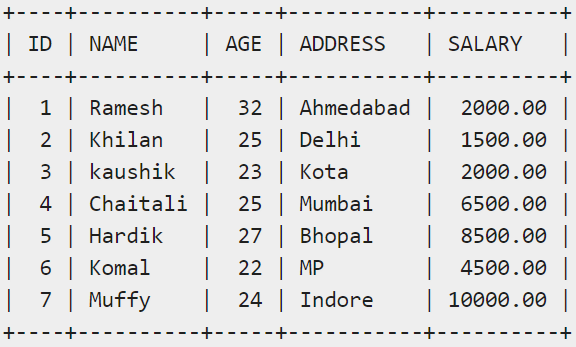 +----+----------+-----+-----------+----------+
| ID | NAME     | AGE | ADDRESS   | SALARY   |
+----+----------+-----+-----------+----------+
|  1 | Ramesh   |  32 | Ahmedabad |  2000.00 |
|  2 | Khilan   |  25 | Delhi     |  1500.00 |
|  3 | kaushik  |  23 | Kota      |  2000.00 |
|  4 | Chaitali |  25 | Mumbai    |  6500.00 |
|  5 | Hardik   |  27 | Bhopal    |  8500.00 |
|  6 | Komal    |  22 | MP        |  4500.00 |
|  7 | Muffy    |  24 | Indore    | 10000.00 |
+----+----------+-----+-----------+----------+